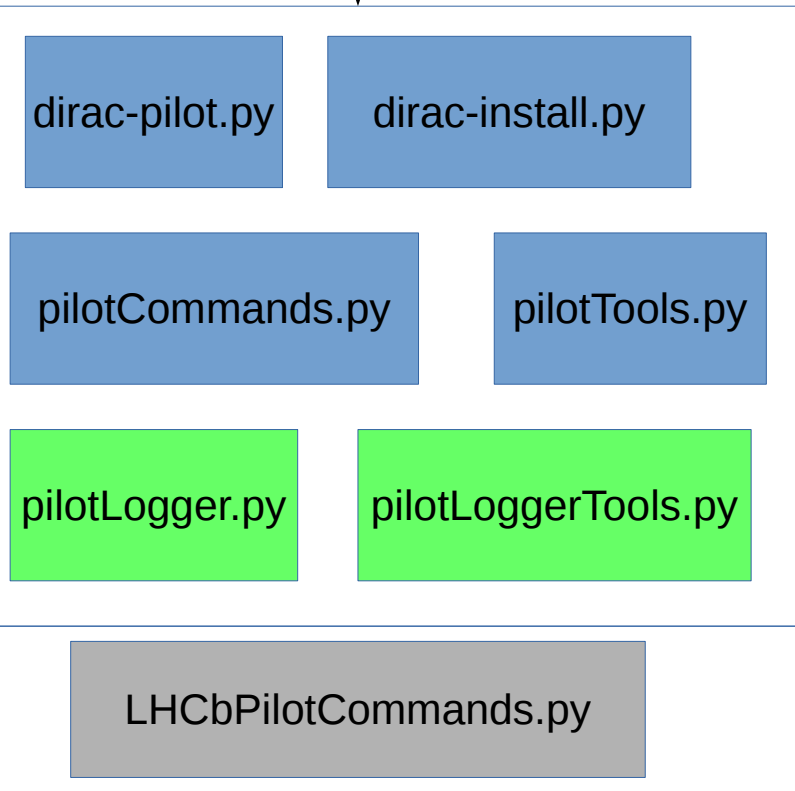 dirac-pilot.py
dirac-install.py
pilotCommands.py
pilotTools.py
pilotLogger.py
pilotLoggerTools.py
LHCbPilotCommands.py